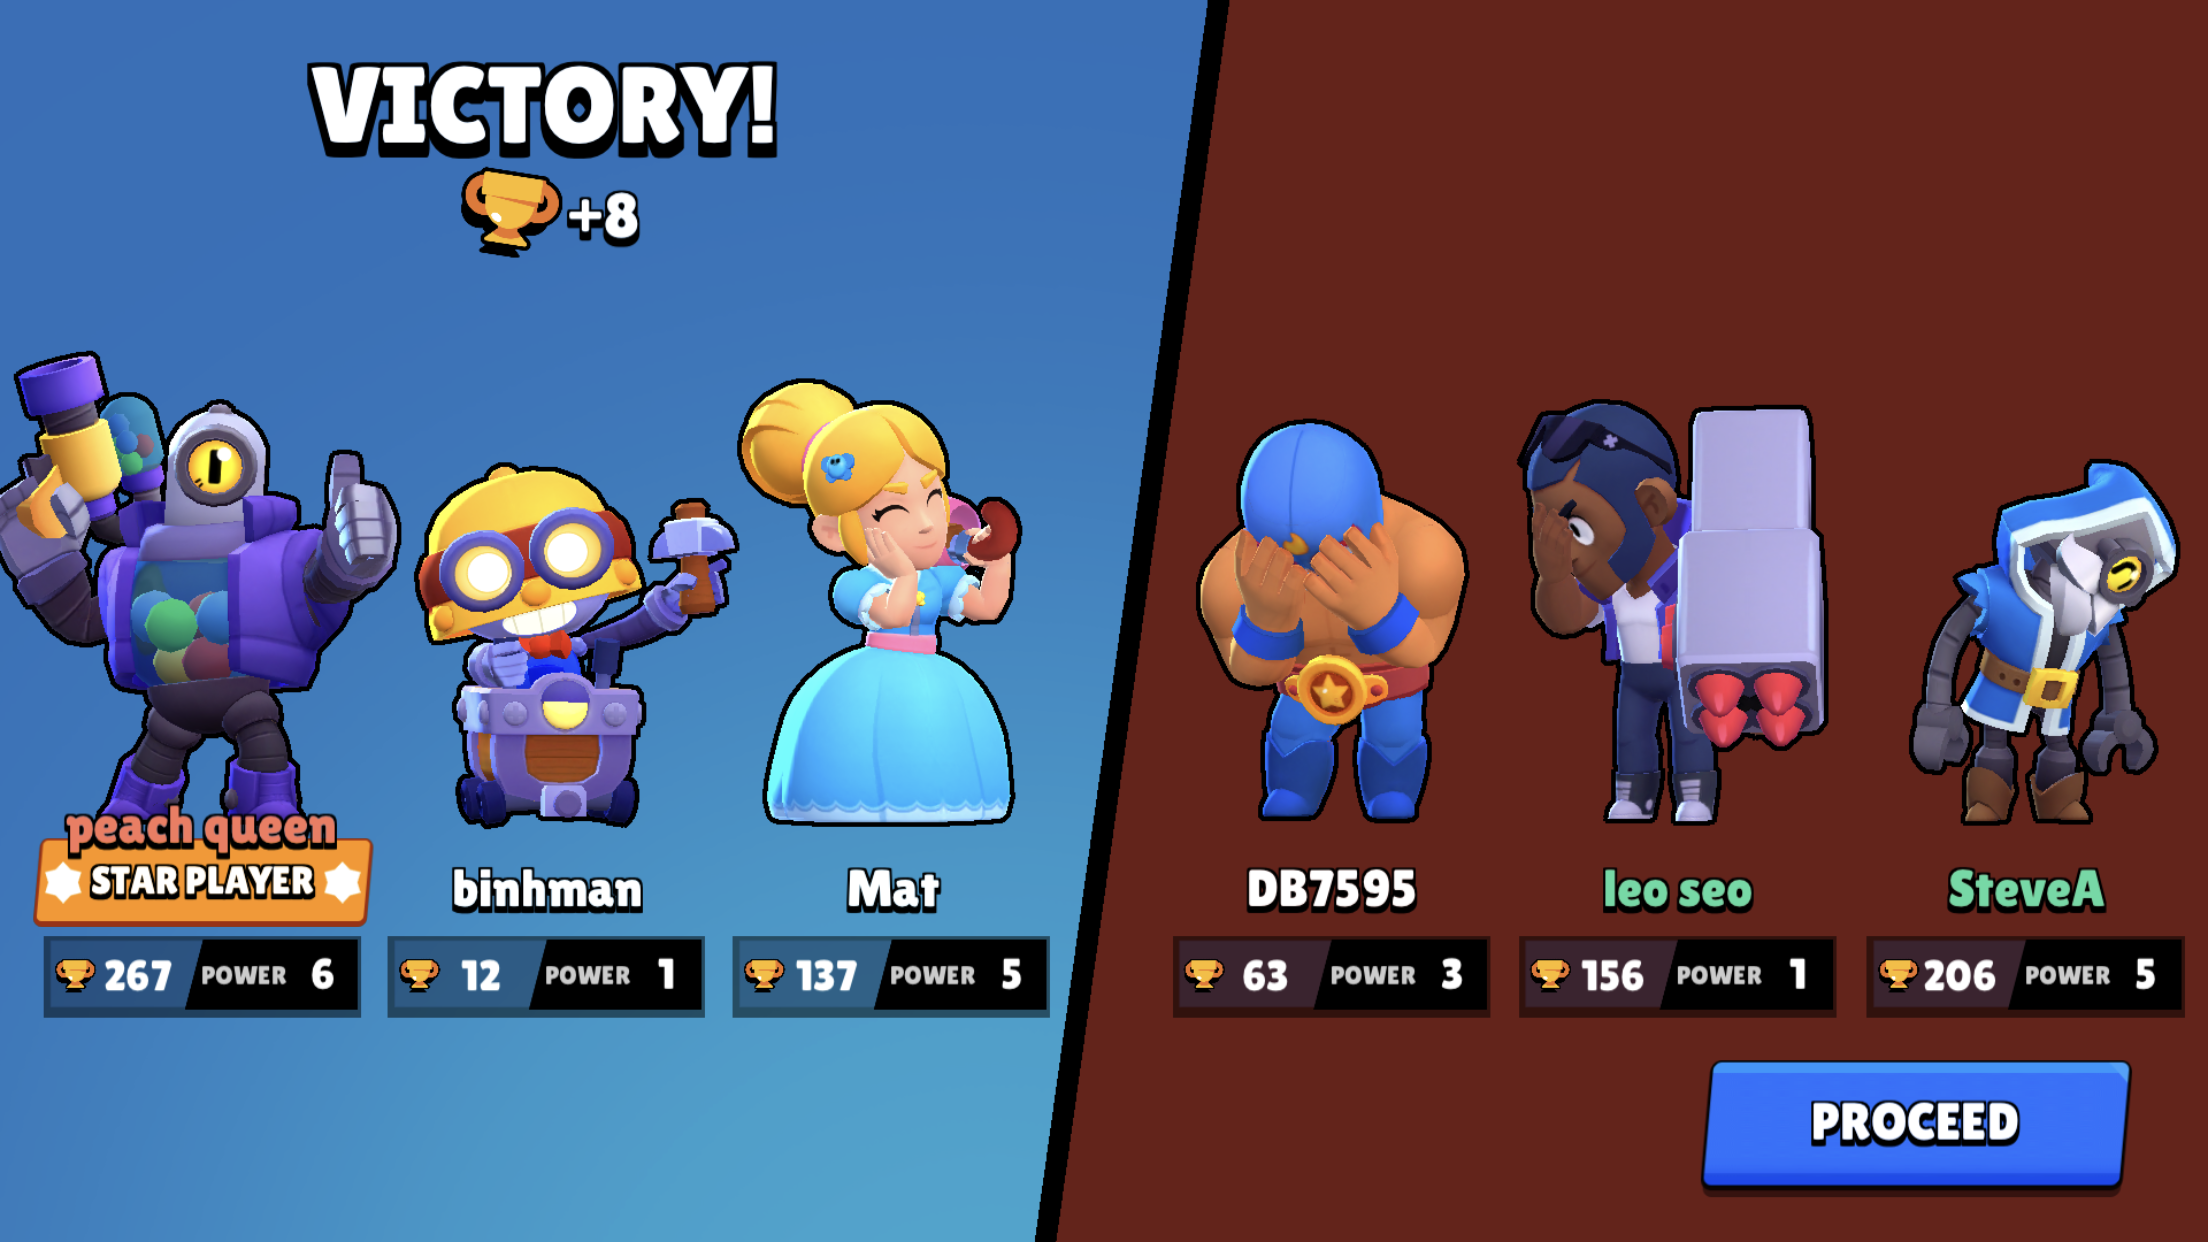 VICTORY!
+8
peach queen
STAR PLAYER
267 POWER 6
binhman
12 POWER 1
Mat
137 POWER 5
DB7595
63 POWER 3
leo seo
156 POWER 1
SteveA
206 POWER 5
PROCEED